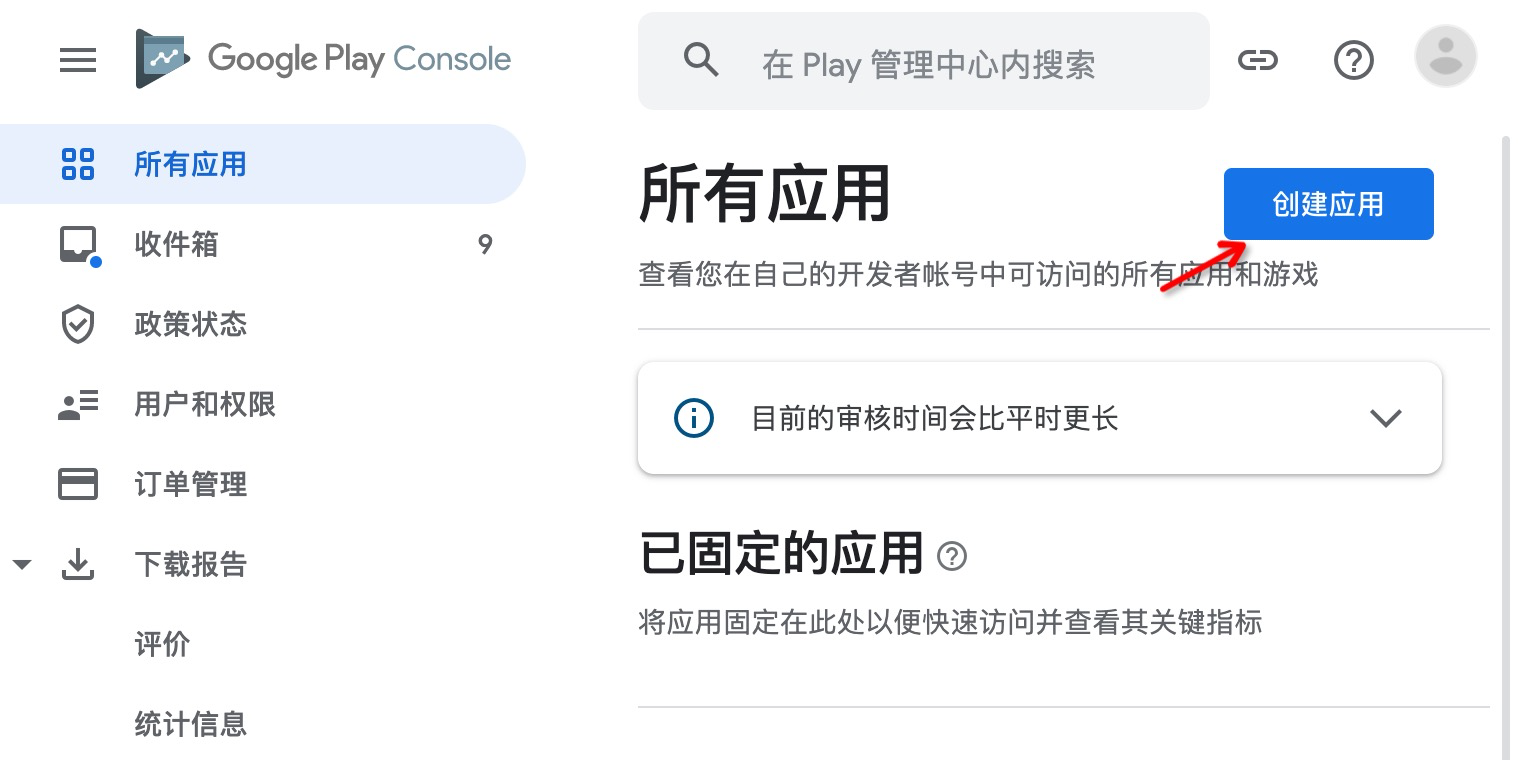 Google Play Console
在 Play 管理中心内搜索
所有应用
收件箱
9
政策状态
用户和权限
订单管理
下载报告
评价
统计信息
所有应用
创建应用
查看您在自己的开发者帐号中可访问的所有应用和游戏
目前的审核时间会比平时更长
已固定的应用
将应用固定在此处以便快速访问并查看其关键指标